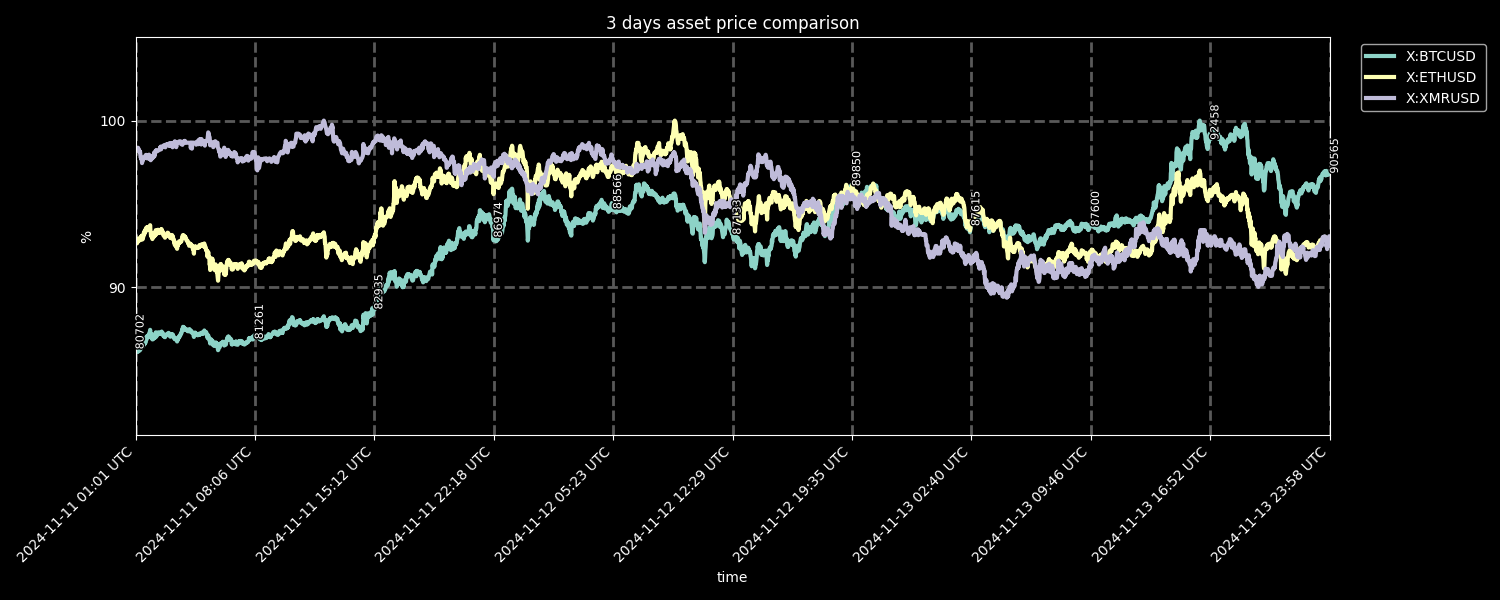 3 days asset price comparison
X:BTCUSD
X:ETHUSD
X:XMRUSD
100
90
%
80702
81261
82935
86974
88566
87133
89850
87615
87600
92458
90565
2024-11-11 01:01 UTC
2024-11-11 08:06 UTC
2024-11-11 15:12 UTC
2024-11-11 22:18 UTC
2024-11-12 05:23 UTC
2024-11-12 12:29 UTC
2024-11-12 19:35 UTC
2024-11-13 02:40 UTC
2024-11-13 09:46 UTC
2024-11-13 16:52 UTC
2024-11-13 23:58 UTC
time